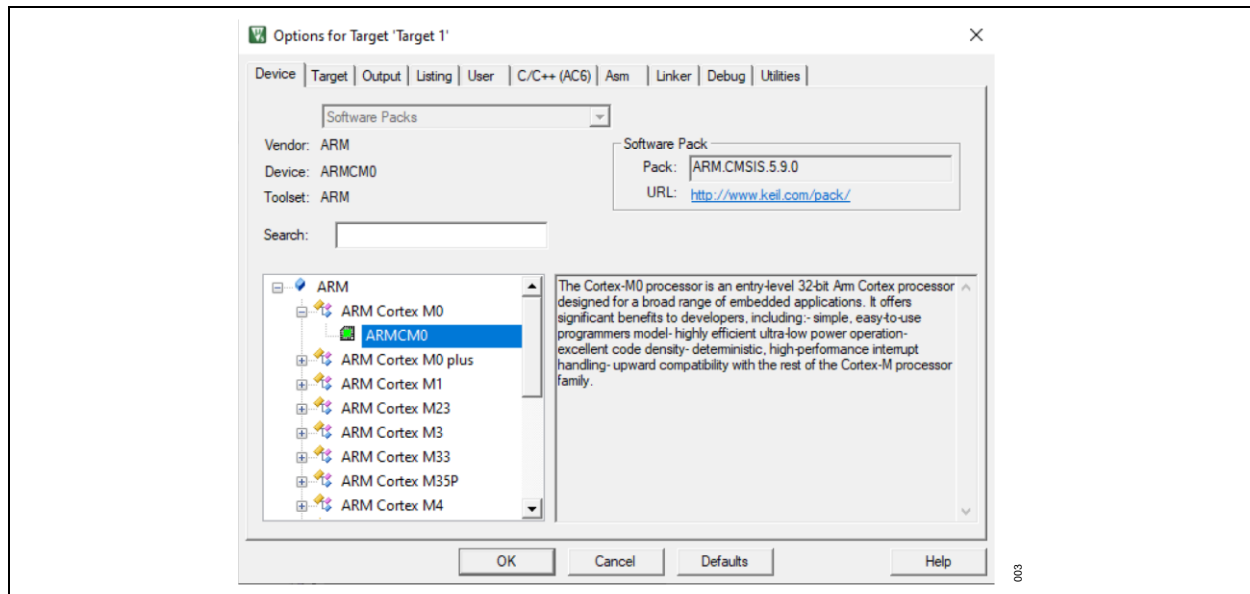 Options for Target 'Target 1'
Device Target Output Listing User C/C++ (AC6) Asm Linker Debug Utilities
Software Packs
Vendor: ARM
Device: ARMCM0
Toolset: ARM
Software Pack
Pack: ARM.CMSIS.5.9.0
URL: http://www.keil.com/pack/
Search:
ARM
ARM Cortex M0
ARMCM0
ARM Cortex M0 plus
ARM Cortex M1
ARM Cortex M23
ARM Cortex M3
ARM Cortex M33
ARM Cortex M35P
ARM Cortex M4
The Cortex-M0 processor is an entry-level 32-bit Arm Cortex processor
designed for a broad range of embedded applications. It offers
significant benefits to developers, including:- simple, easy-to-use
programmers model- highly efficient ultra-low power operation-
excellent code density- deterministic, high-performance interrupt
handling- upward compatibility with the rest of the Cortex-M processor
family.
OK Cancel Defaults Help
003